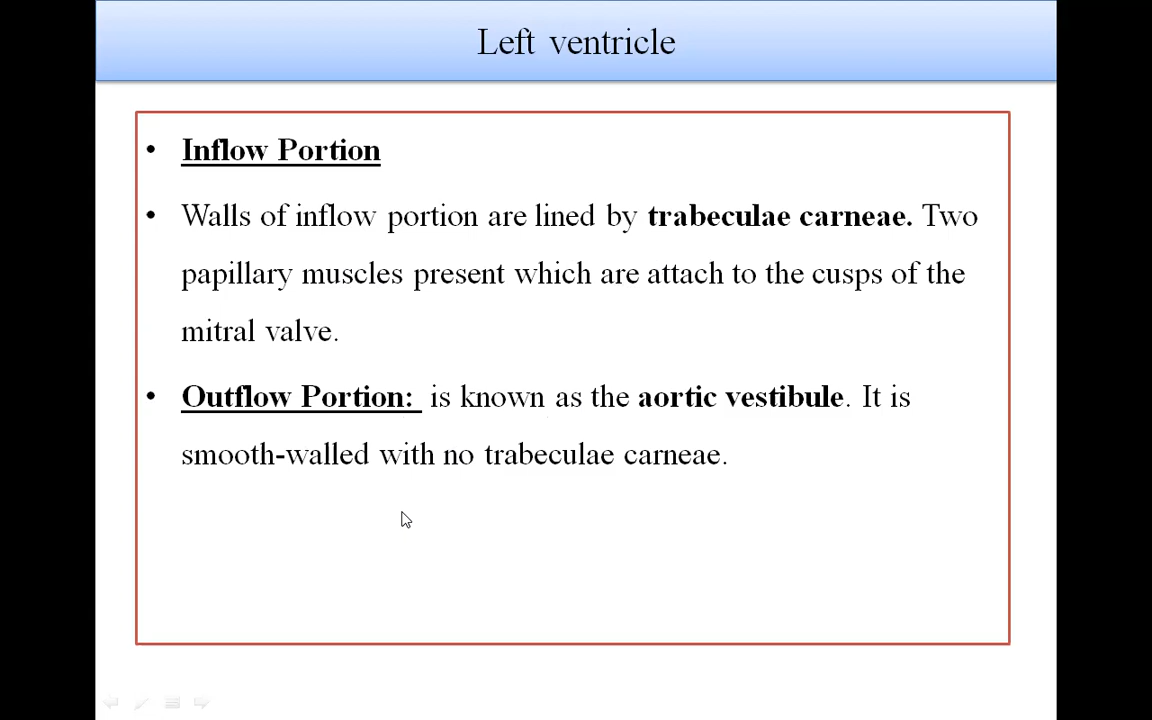 Left ventricle
• Inflow Portion
• Walls of inflow portion are lined by trabeculae carneae. Two
papillary muscles present which are attach to the cusps of the
mitral valve.
• Outflow Portion: is known as the aortic vestibule. It is
smooth-walled with no trabeculae carneae.